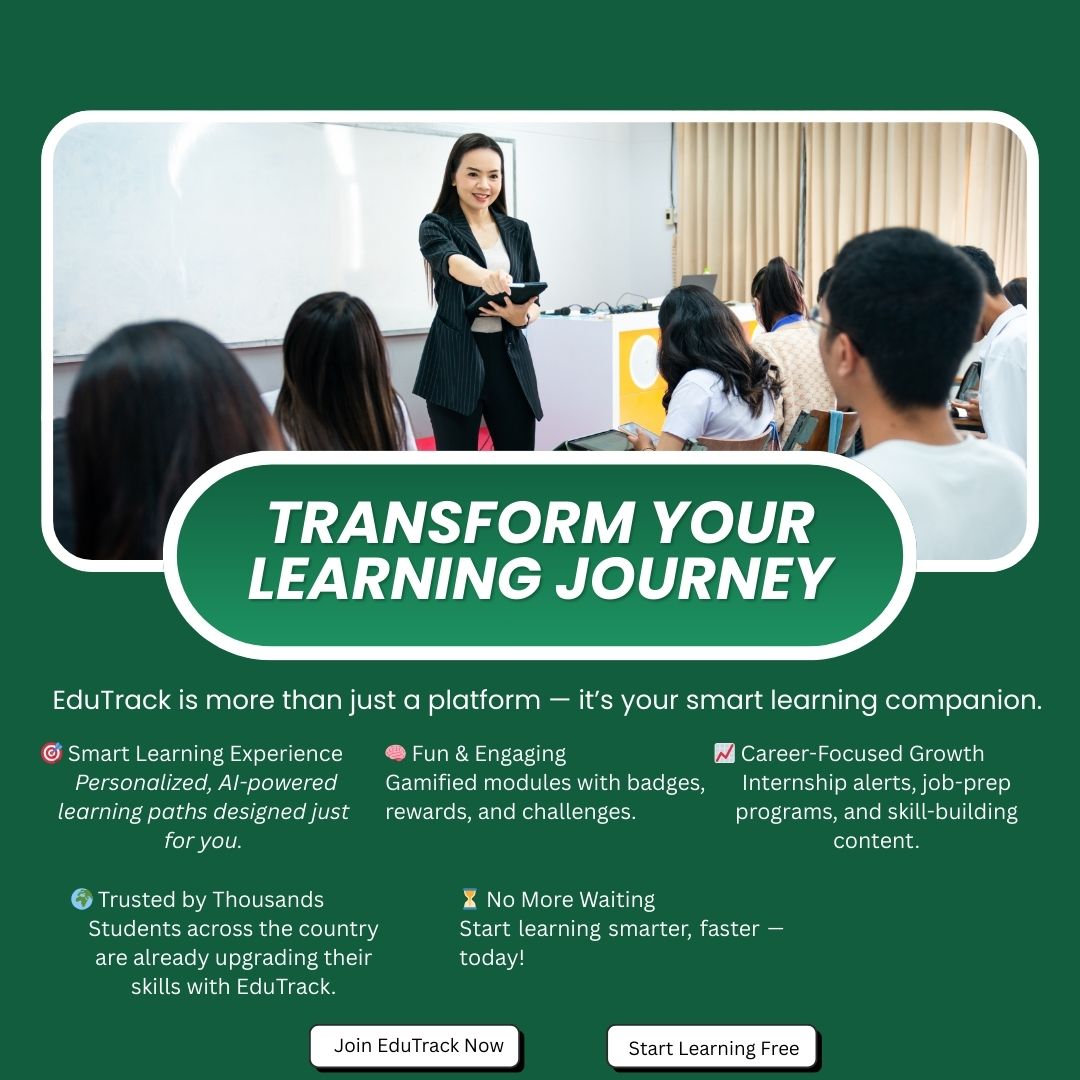 TRANSFORM YOUR
LEARNING JOURNEY
EduTrack is more than just a platform — it’s your smart learning companion.
🎯 Smart Learning Experience
Personalized, AI-powered
learning paths designed just
for you.
🧠 Fun & Engaging
Gamified modules with badges,
rewards, and challenges.
📈 Career-Focused Growth
Internship alerts, job-prep
programs, and skill-building
content.
🌍 Trusted by Thousands
Students across the country
are already upgrading their
skills with EduTrack.
⏳ No More Waiting
Start learning smarter, faster —
today!
Join EduTrack Now
Start Learning Free